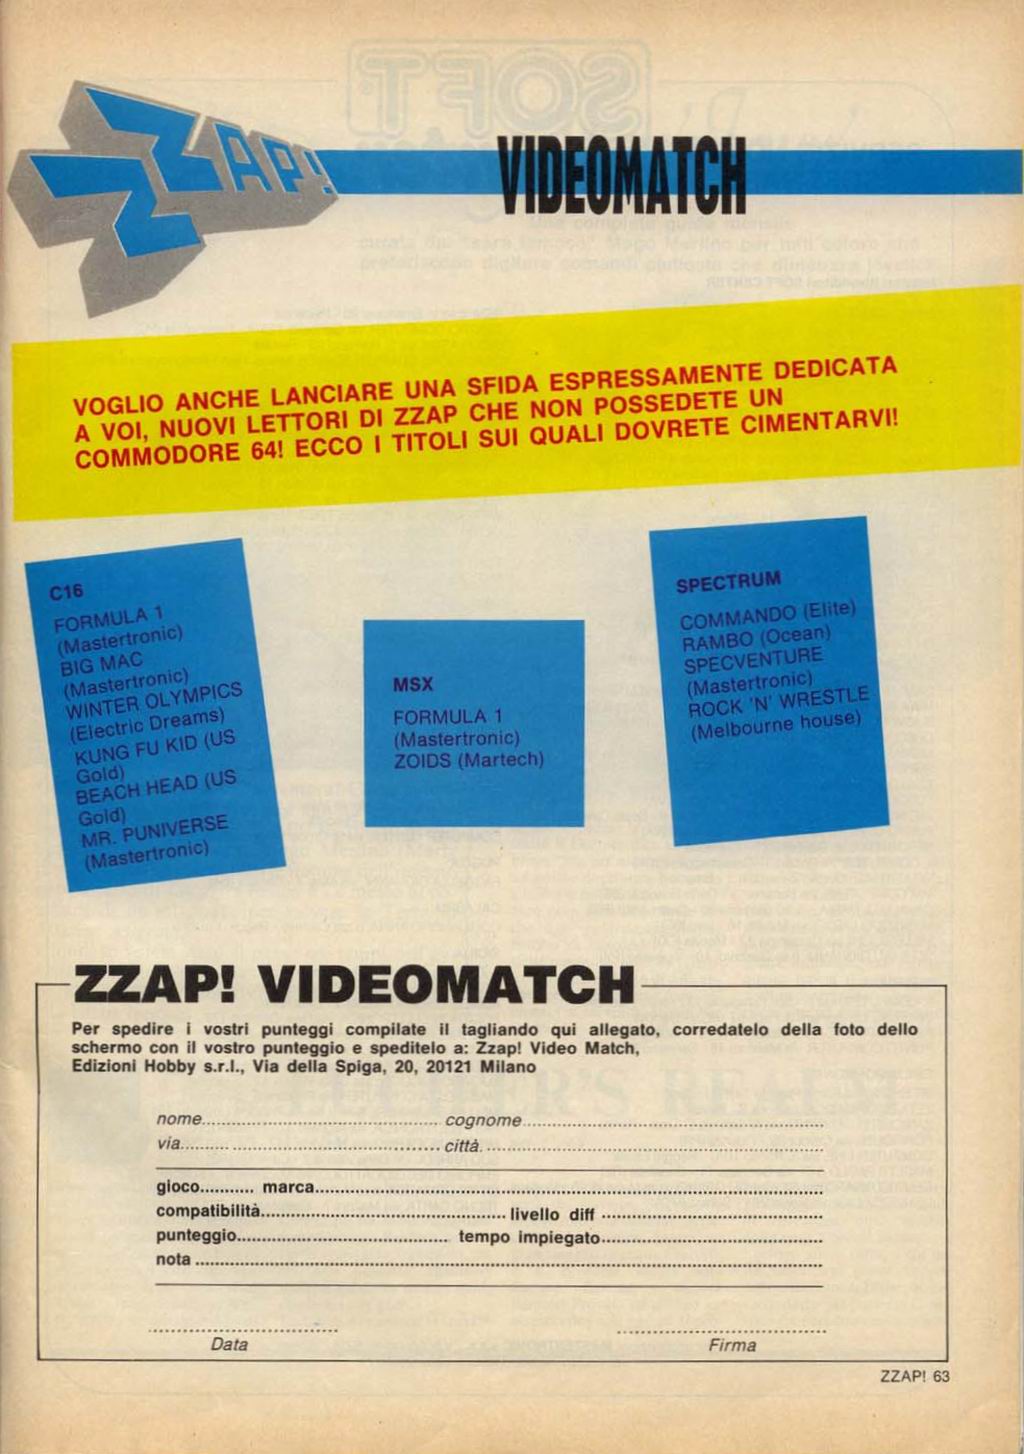 ZZAP!
VIDEOMATCH
VOGLIO ANCHE LANCIARE UNA SFIDA ESPRESSAMENTE DEDICATA
A VOI, NUOVI LETTORI DI ZZAP CHE NON POSSEDETE UN
COMMODORE 64! ECCO I TITOLI SUI QUALI DOVRETE CIMENTARVI!
C16
FORMULA 1
(Mastertronic)
BIG MAC
(Mastertronic)
WINTER OLYMPICS
(Electric Dreams)
KUNG FU KID (US
Gold)
BEACH HEAD (US
Gold)
MR. PUNIVERSE
(Mastertronic)
MSX
FORMULA 1
(Mastertronic)
ZOIDS (Martech)
SPECTRUM
COMMANDO (Elite)
RAMBO (Ocean)
SPECVENTURE
(Mastertronic)
ROCK 'N' WRESTLE
(Melbourne house)
ZZAP! VIDEOMATCH
Per spedire i vostri punteggi compilate il tagliando qui allegato, corredatelo della foto dello
schermo con il vostro punteggio e speditelo a: Zzap! Video Match,
Edizioni Hobby s.r.l., Via della Spiga, 20, 20121 Milano
nome.......................................... cognome......................................................
via.............................................. città..............................................................
gioco........... marca..........................................................................................
compatibilità.............................................. livello diff .........................................
punteggio........................................ tempo impiegato.........................................
nota .....................................................................................................................
Data
Firma
ZZAP! 63